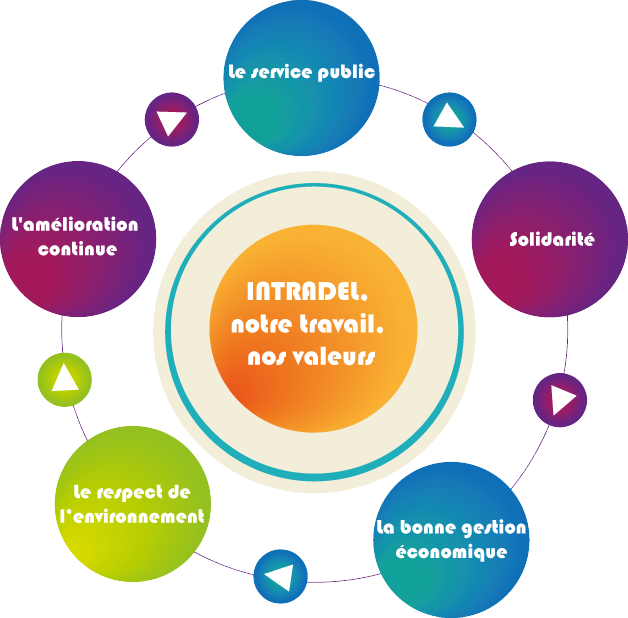 Le service public
L'amélioration
continue
Solidarité
INTRADEL,
notre travail,
nos valeurs
Le respect de
l'environnement
La bonne gestion
économique